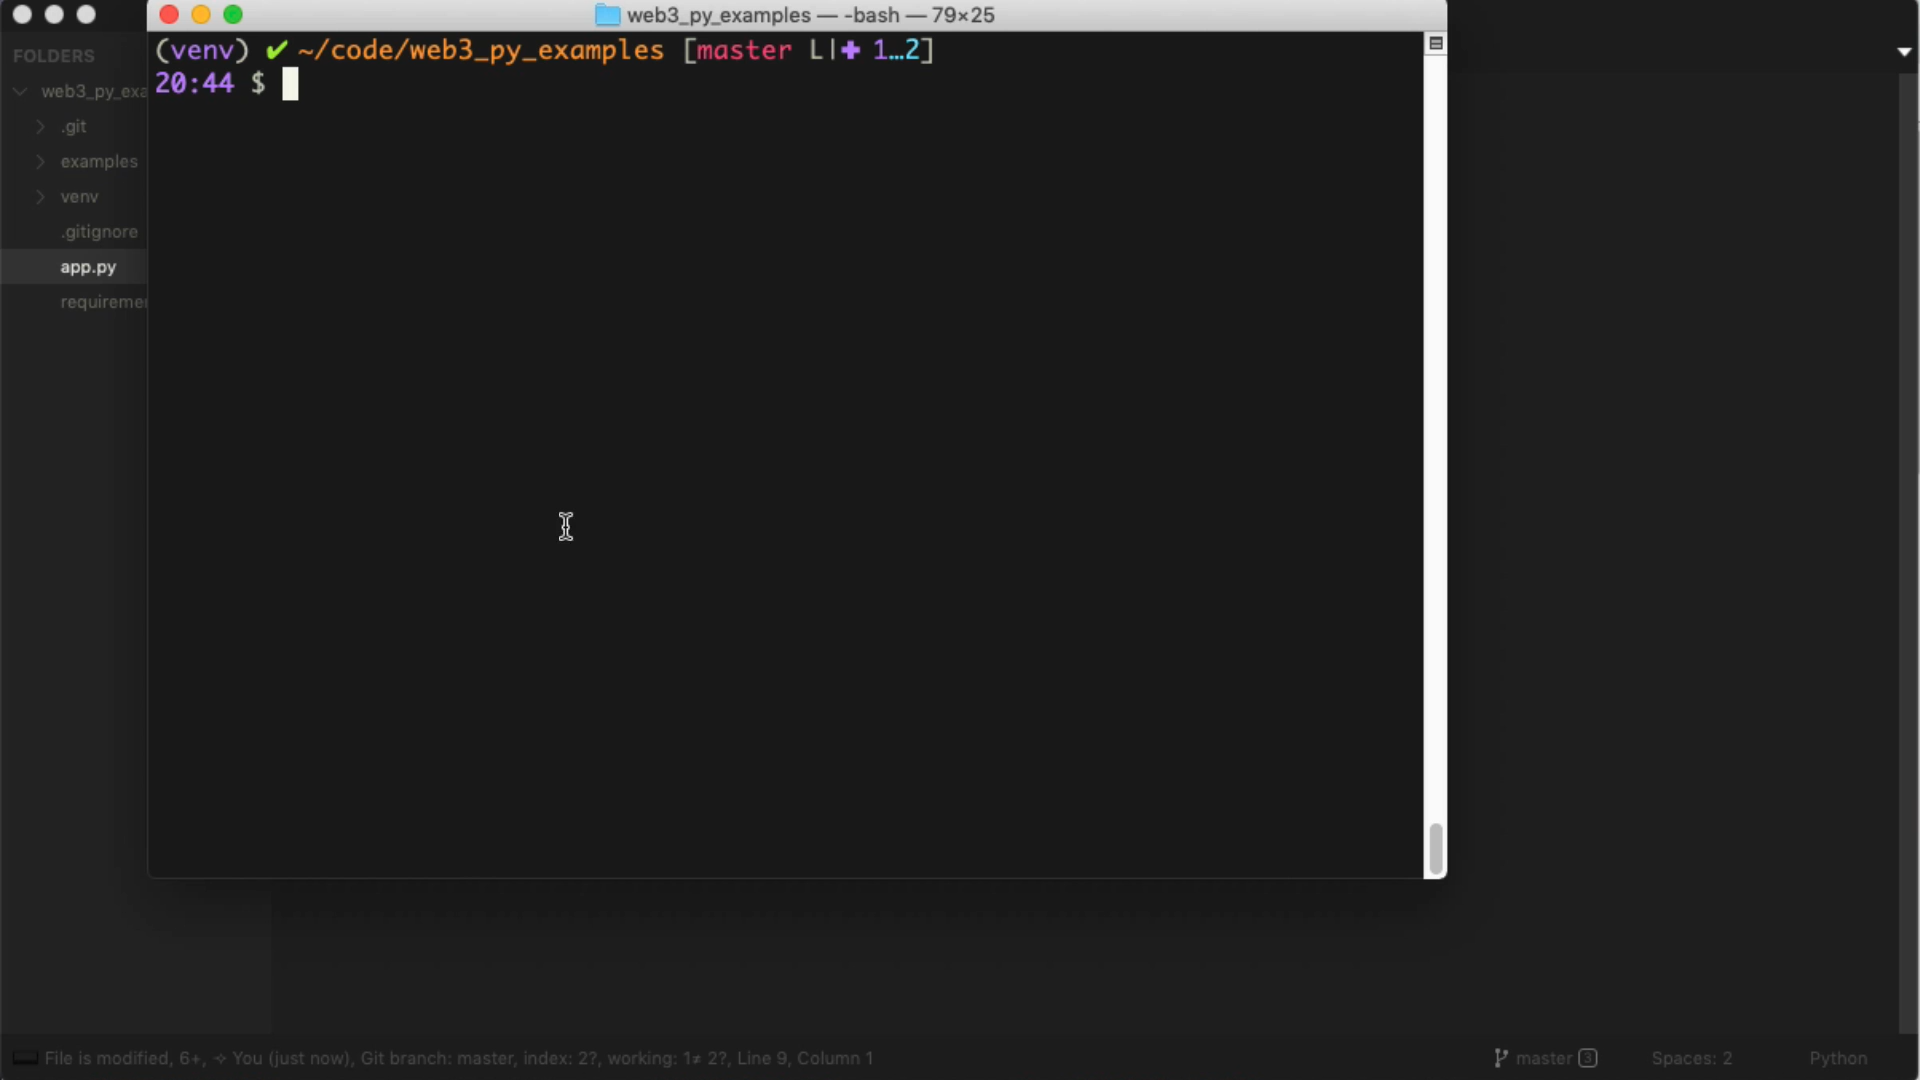 web3_py_examples — -bash — 79×25
(venv) ✔ ~/code/web3_py_examples [master L|✚ 1…2]
20:44 $
FOLDERS
web3_py_exa
.git
examples
venv
.gitignore
app.py
requiremen
File is modified, 6+, ✧ You (just now), Git branch: master, index: 2?, working: 1≠ 2?, Line 9, Column 1
master 3
Spaces: 2
Python